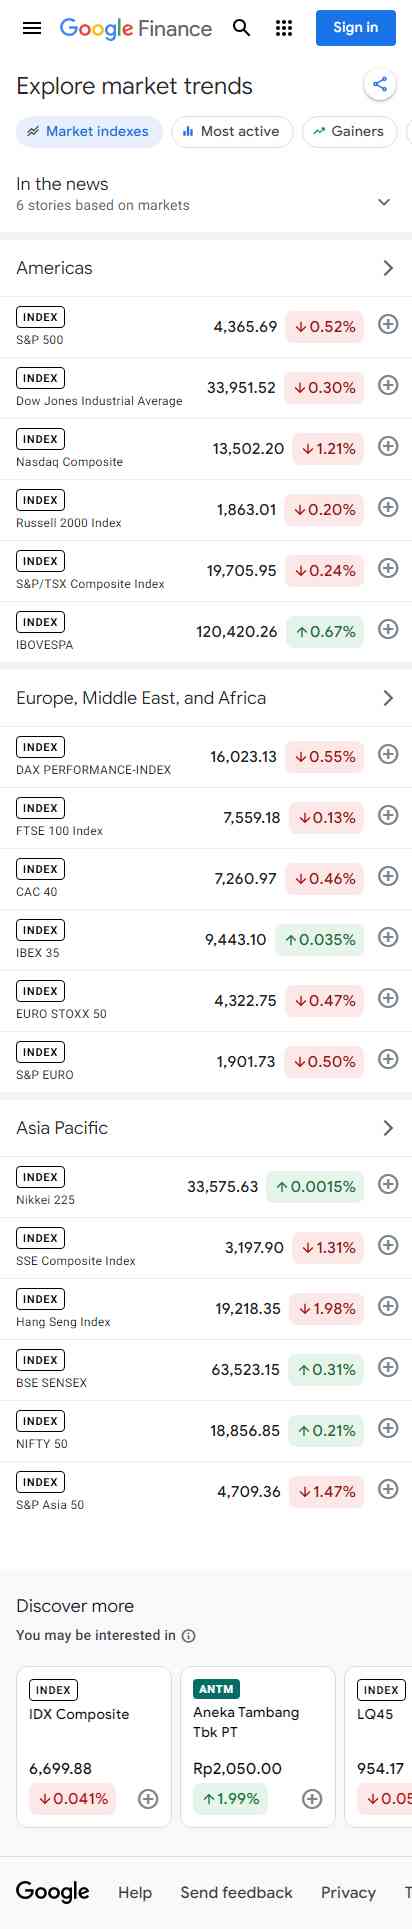 Google Finance
Sign in
Explore market trends
Market indexes
Most active
Gainers
In the news
6 stories based on markets
Americas
INDEX
S&P 500
4,365.69
↓0.52%
INDEX
Dow Jones Industrial Average
33,951.52
↓0.30%
INDEX
Nasdaq Composite
13,502.20
↓1.21%
INDEX
Russell 2000 Index
1,863.01
↓0.20%
INDEX
S&P/TSX Composite Index
19,705.95
↓0.24%
INDEX
IBOVESPA
120,420.26
↑0.67%
Europe, Middle East, and Africa
INDEX
DAX PERFORMANCE-INDEX
16,023.13
↓0.55%
INDEX
FTSE 100 Index
7,559.18
↓0.13%
INDEX
CAC 40
7,260.97
↓0.46%
INDEX
IBEX 35
9,443.10
↑0.035%
INDEX
EURO STOXX 50
4,322.75
↓0.47%
INDEX
S&P EURO
1,901.73
↓0.50%
Asia Pacific
INDEX
Nikkei 225
33,575.63
↑0.0015%
INDEX
SSE Composite Index
3,197.90
↓1.31%
INDEX
Hang Seng Index
19,218.35
↓1.98%
INDEX
BSE SENSEX
63,523.15
↑0.31%
INDEX
NIFTY 50
18,856.85
↑0.21%
INDEX
S&P Asia 50
4,709.36
↓1.47%
Discover more
You may be interested in
INDEX
IDX Composite
6,699.88
↓0.041%
ANTM
Aneka Tambang
Tbk PT
Rp2,050.00
↑1.99%
INDEX
LQ45
954.17
↓0.05
Google
Help
Send feedback
Privacy